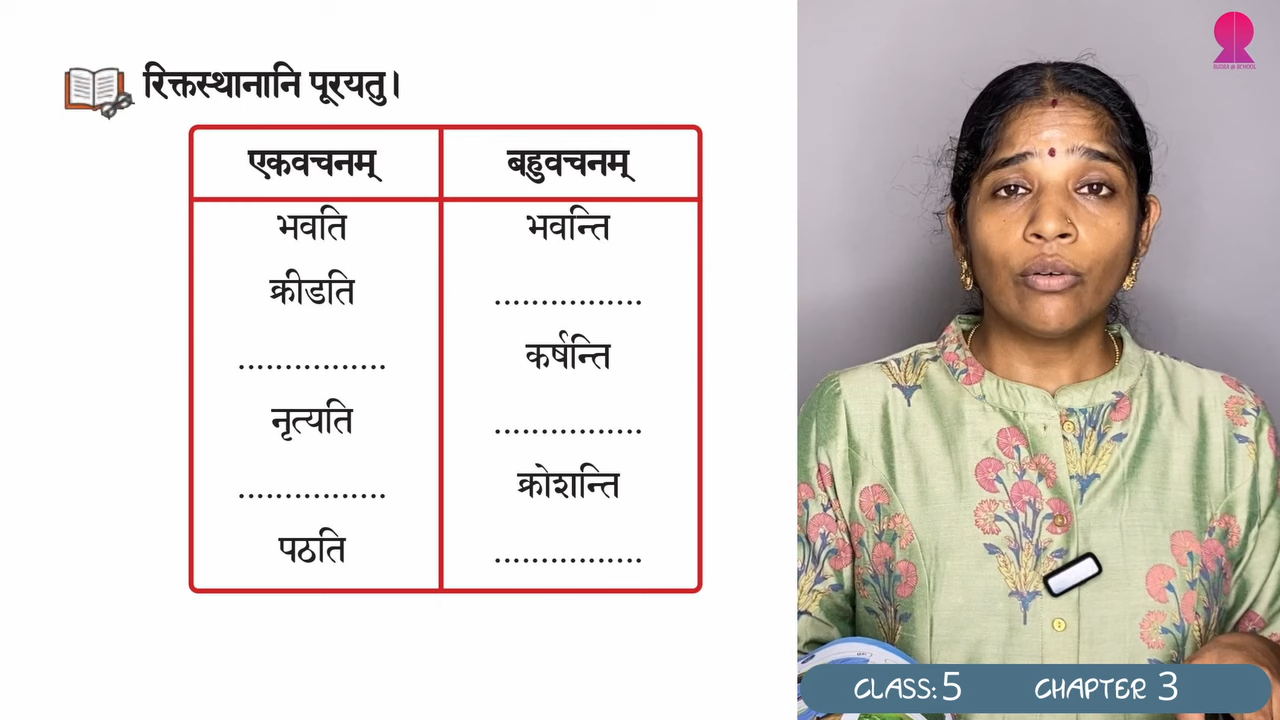 रिक्तस्थानानि पूरयतु।
एकवचनम् बहुवचनम्
भवति भवन्ति
क्रीडति ................
................ कर्षन्ति
नृत्यति ................
................ क्रोशन्ति
पठति ................
CLASS: 5 CHAPTER 3